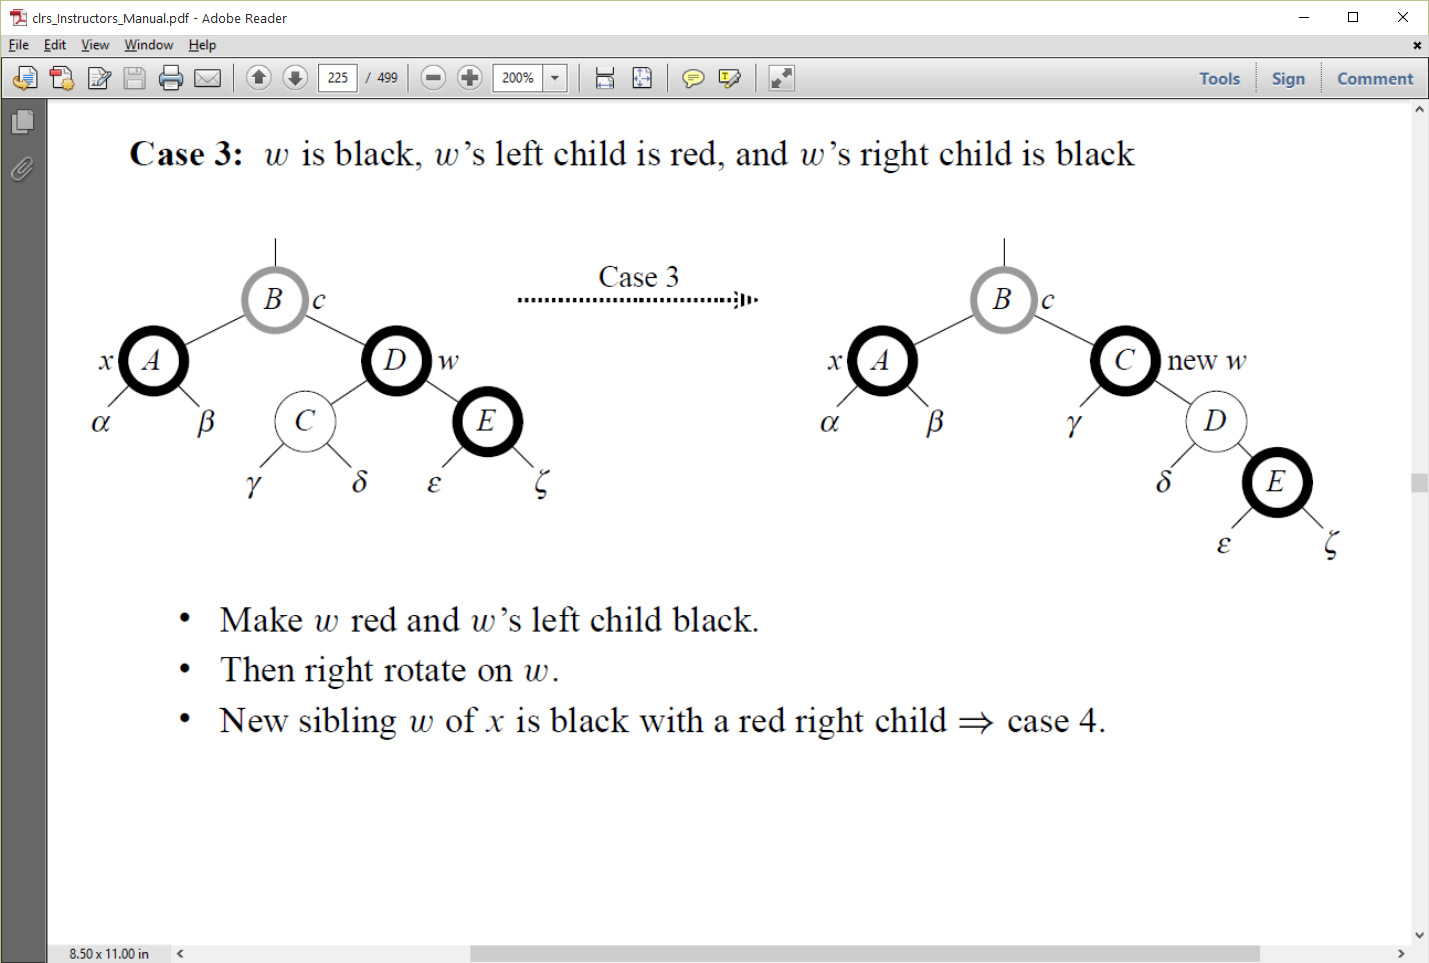 clrs_Instructors_Manual.pdf - Adobe Reader
File Edit View Window Help
225 / 499 200% Tools Sign Comment
Case 3: w is black, w’s left child is red, and w’s right child is black
Case 3
B c
B c
x A
D w
x A
C new w
α β
C
E
α β
γ
D
γ δ
ε ζ
δ
E
ε ζ
• Make w red and w’s left child black.
• Then right rotate on w.
• New sibling w of x is black with a red right child ⇒ case 4.
8.50 x 11.00 in